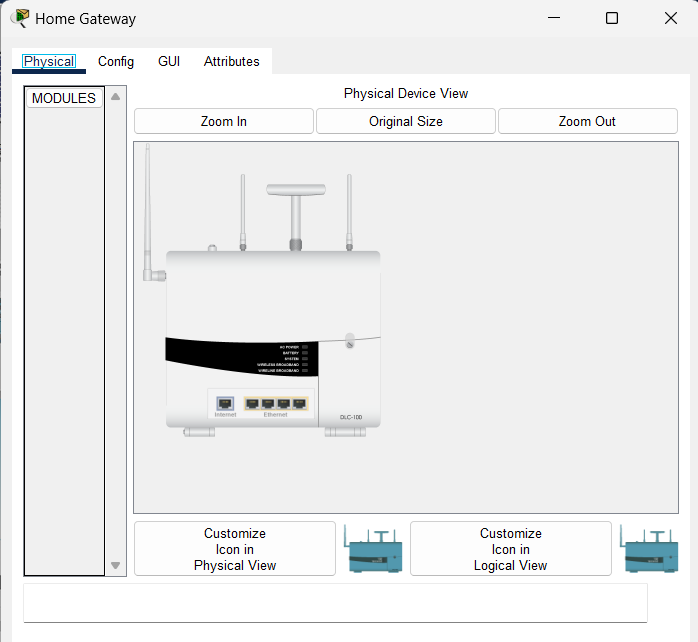 Home Gateway
Physical
Config
GUI
Attributes
MODULES
Physical Device View
Zoom In
Original Size
Zoom Out
AC POWER
BATTERY
SYSTEM
WIRELESS BROADBAND
WIRELINE BROADBAND
Internet
Ethernet
DLC-100
Customize
Icon in
Physical View
Customize
Icon in
Logical View